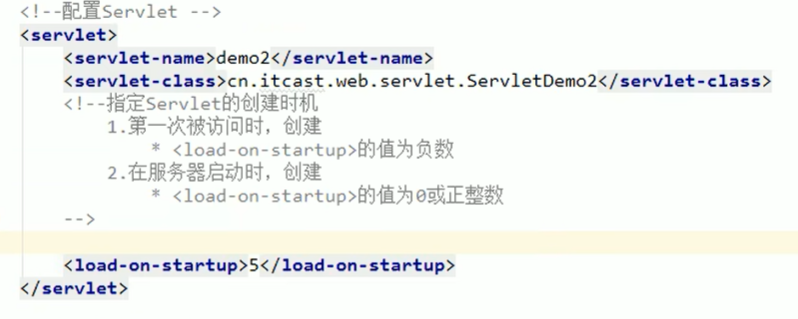 <!--配置Servlet -->
<servlet>
<servlet-name>demo2</servlet-name>
<servlet-class>cn.itcast.web.servlet.ServletDemo2</servlet-class>
<!--指定Servlet的创建时机
1.第一次被访问时，创建
* <load-on-startup>的值为负数
2.在服务器启动时，创建
* <load-on-startup>的值为0或正整数
-->
<load-on-startup>5</load-on-startup>
</servlet>